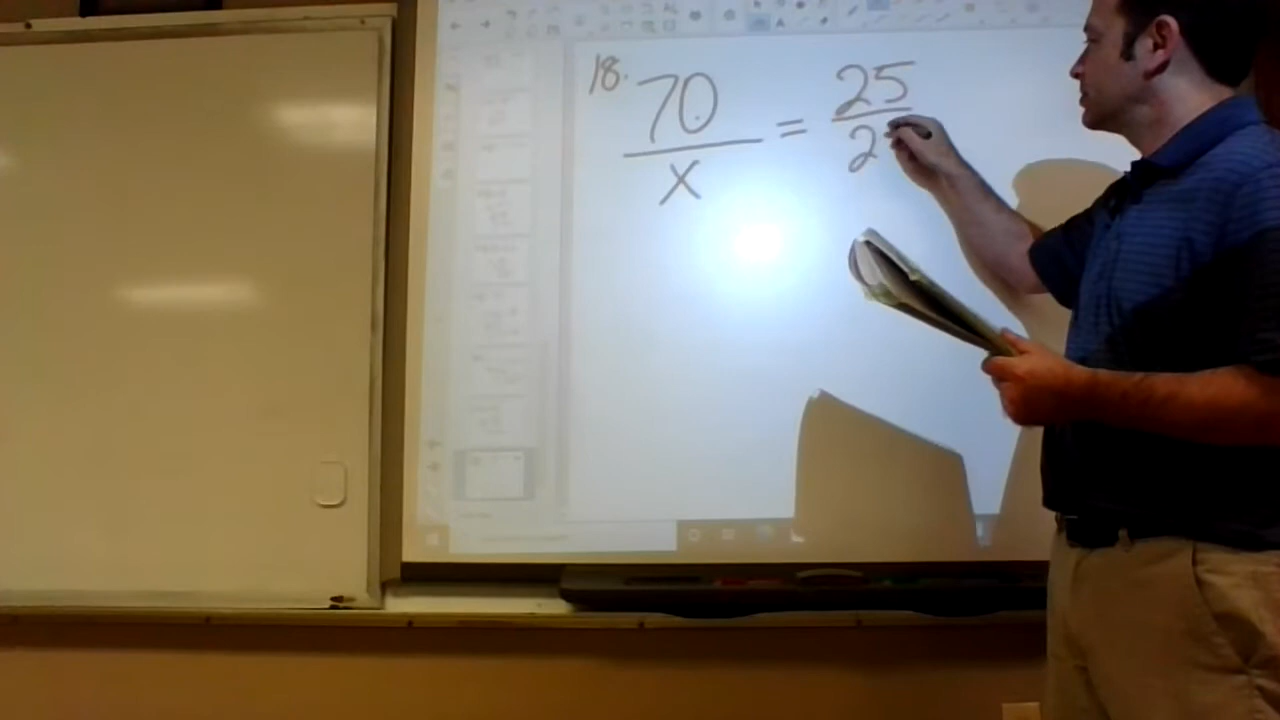 18. 70 / x = 25 / 2